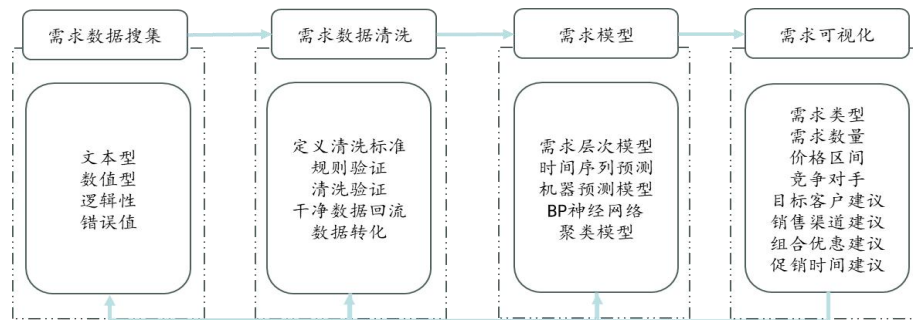 需求数据搜集
需求数据清洗
需求模型
需求可视化
文本型
数值型
逻辑性
错误值
定义清洗标准
规则验证
清洗验证
干净数据回流
数据转化
需求层次模型
时间序列预测
机器预测模型
BP神经网络
聚类模型
需求类型
需求数量
价格区间
竞争对手
目标客户建议
销售渠道建议
组合优惠建议
促销时间建议